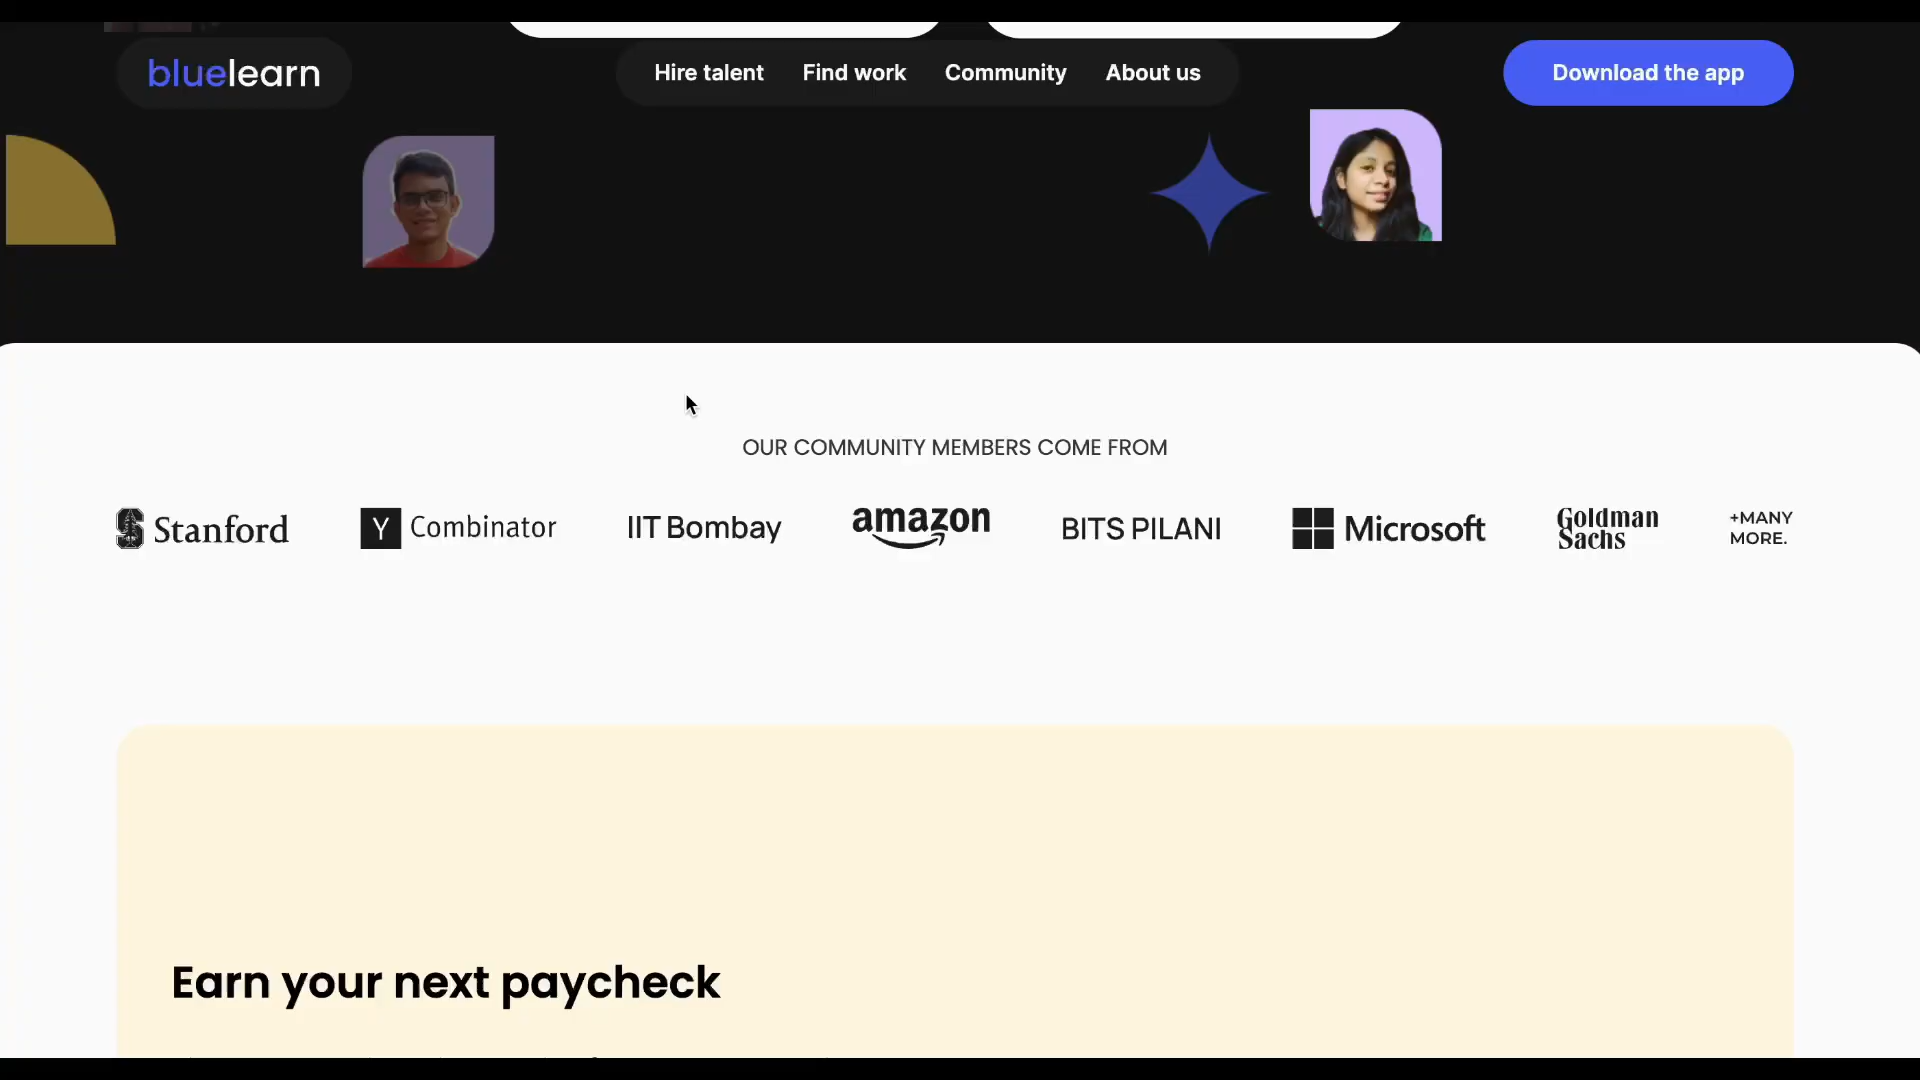 bluelearn
Hire talent
Find work
Community
About us
Download the app
OUR COMMUNITY MEMBERS COME FROM
Stanford
Y Combinator
IIT Bombay
amazon
BITS PILANI
Microsoft
Goldman
Sachs
+MANY
MORE.
Earn your next paycheck